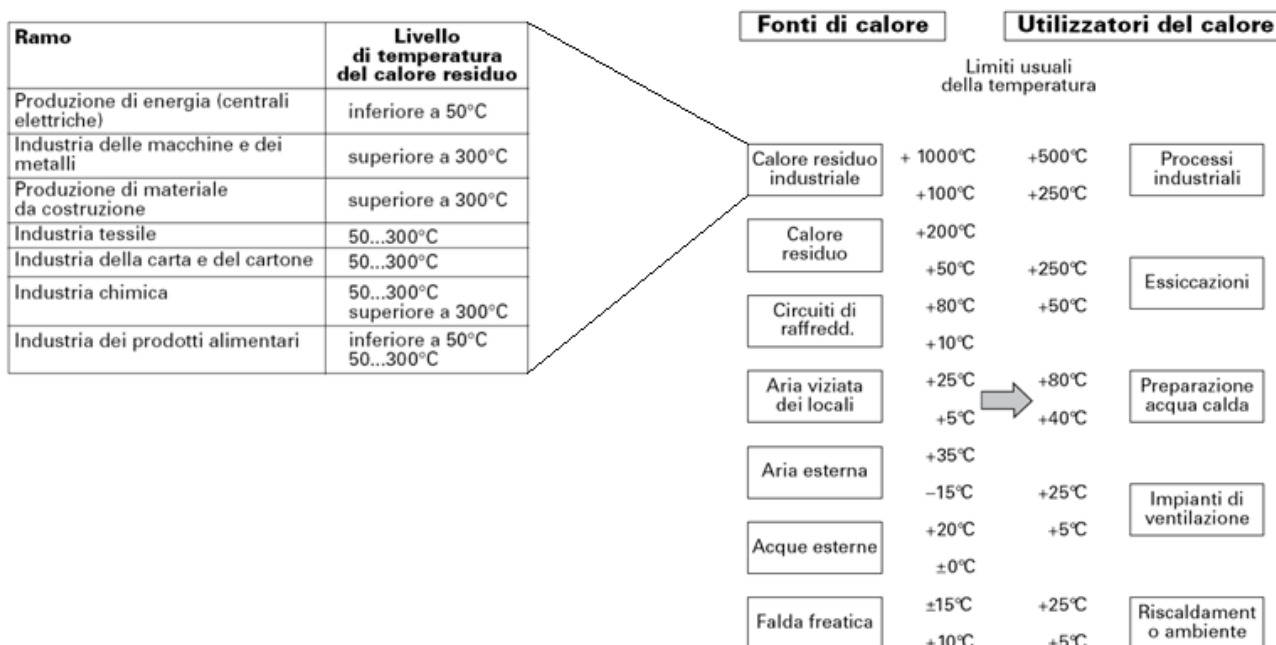 Ramo
Livello
di temperatura
del calore residuo
Produzione di energia (centrali
elettriche)
inferiore a 50°C
Industria delle macchine e dei
metalli
superiore a 300°C
Produzione di materiale
da costruzione
superiore a 300°C
Industria tessile
50...300°C
Industria della carta e del cartone
50...300°C
Industria chimica
50...300°C
superiore a 300°C
Industria dei prodotti alimentari
inferiore a 50°C
50...300°C
Fonti di calore
Utilizzatori del calore
Limiti usuali
della temperatura
Calore residuo
industriale
+ 1000°C
+100°C
+500°C
+250°C
Processi
industriali
Calore
residuo
+200°C
+50°C
+250°C
+50°C
Essiccazioni
Circuiti di
raffredd.
+80°C
+10°C
Aria viziata
dei locali
+25°C
+5°C
+80°C
+40°C
Preparazione
acqua calda
Aria esterna
+35°C
–15°C
+25°C
+5°C
Impianti di
ventilazione
Acque esterne
+20°C
±0°C
Falda freatica
±15°C
+10°C
+25°C
+5°C
Riscaldament
o ambiente